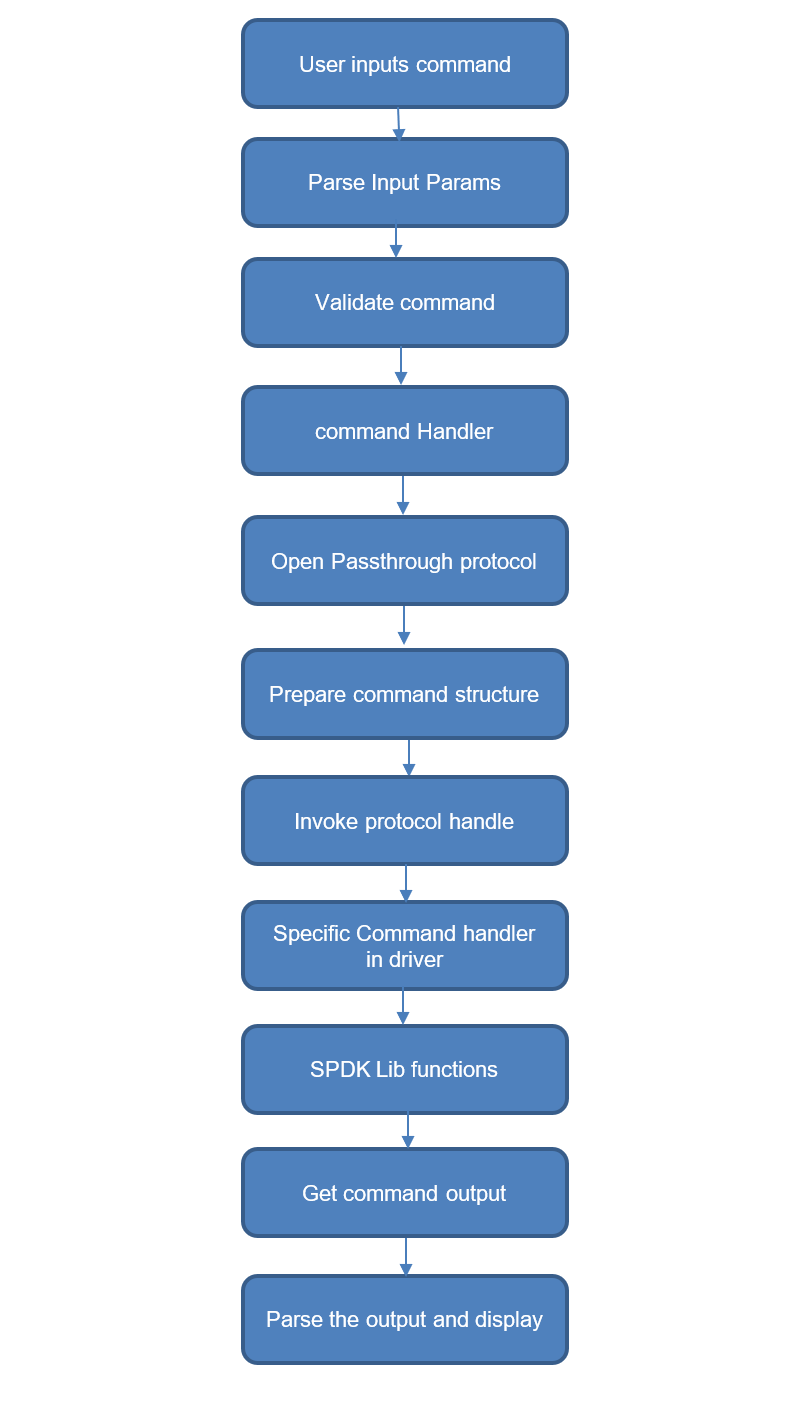 User inputs command
Parse Input Params
Validate command
command Handler
Open Passthrough protocol
Prepare command structure
Invoke protocol handle
Specific Command handler
in driver
SPDK Lib functions
Get command output
Parse the output and display